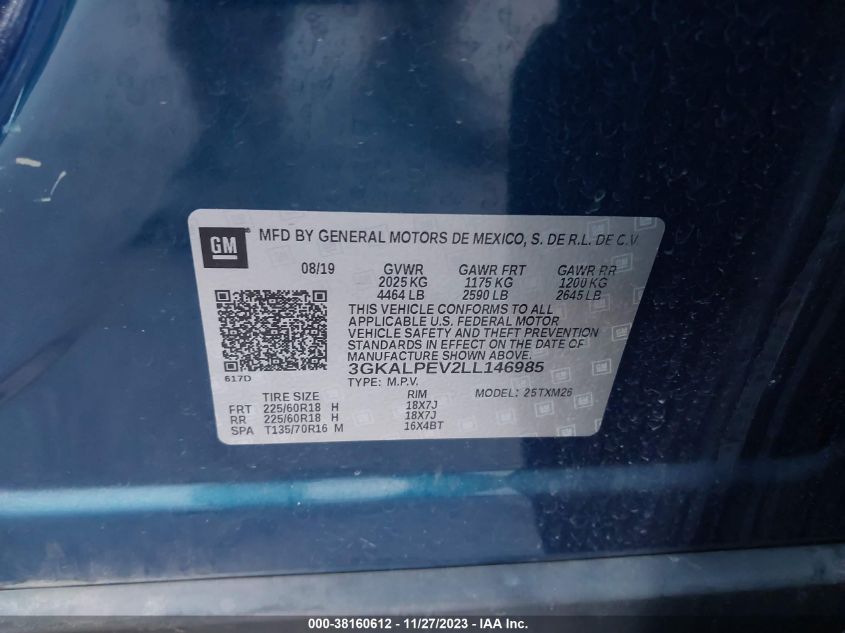 GM MFD BY GENERAL MOTORS DE MEXICO, S. DE R.L. DE C.V.
08/19 GVWR GAWR FRT GAWR RR
2025 KG 1175 KG 1200 KG
4464 LB 2590 LB 2645 LB
THIS VEHICLE CONFORMS TO ALL
APPLICABLE U.S. FEDERAL MOTOR
VEHICLE SAFETY AND THEFT PREVENTION
STANDARDS IN EFFECT ON THE DATE OF
MANUFACTURE SHOWN ABOVE.
617D 3GKALPEV2LL146985
TYPE: M.P.V. MODEL: 25TXM26
TIRE SIZE RIM
FRT 225/60R18 H 18X7J
RR 225/60R18 H 18X7J
SPA T135/70R16 M 16X4BT
000-38160612 - 11/27/2023 - IAA Inc.